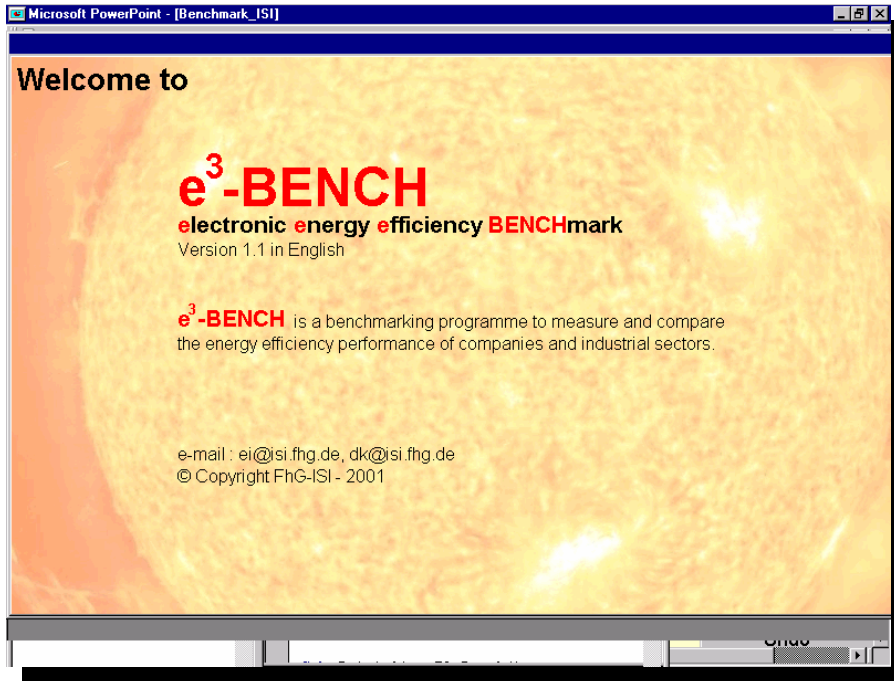 Microsoft PowerPoint - [Benchmark_ISI]
Welcome to
e³-BENCH
electronic energy efficiency BENCHmark
Version 1.1 in English
e³-BENCH is a benchmarking programme to measure and compare
the energy efficiency performance of companies and industrial sectors.
e-mail : ei@isi.fhg.de, dk@isi.fhg.de
© Copyright FhG-ISI - 2001
Undo